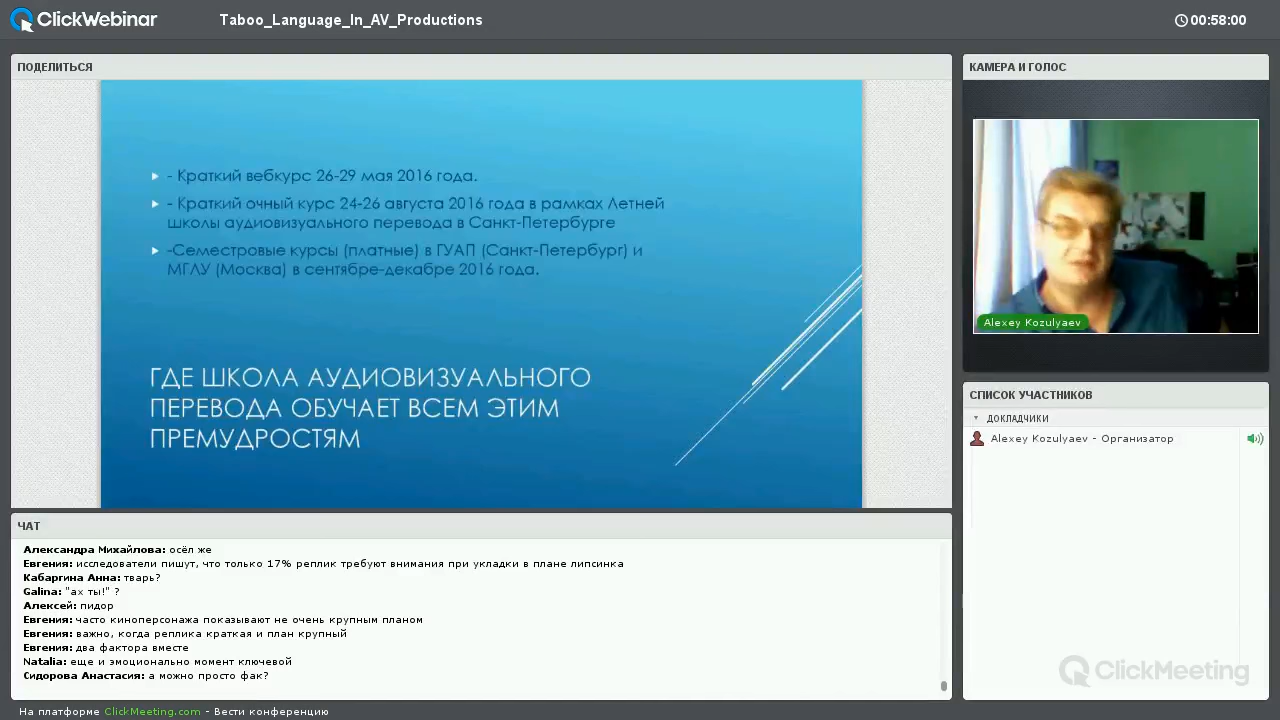 ClickWebinar
Taboo_Language_In_AV_Productions
00:58:00
ПОДЕЛИТЬСЯ
- Краткий вебкурс 26-29 мая 2016 года.
- Краткий очный курс 24-26 августа 2016 года в рамках Летней
школы аудиовизуального перевода в Санкт-Петербурге
-Семестровые курсы (платные) в ГУАП (Санкт-Петербург) и
МГЛУ (Москва) в сентябре-декабре 2016 года.
ГДЕ ШКОЛА АУДИОВИЗУАЛЬНОГО
ПЕРЕВОДА ОБУЧАЕТ ВСЕМ ЭТИМ
ПРЕМУДРОСТЯМ
КАМЕРА И ГОЛОС
Alexey Kozulyaev
СПИСОК УЧАСТНИКОВ
ДОКЛАДЧИКИ
Alexey Kozulyaev - Организатор
ЧАТ
Александра Михайлова: осёл же
Евгения: исследователи пишут, что только 17% реплик требуют внимания при укладки в плане липсинка
Кабаргина Анна: тварь?
Galina: "ах ты!" ?
Алексей: пидор
Евгения: часто киноперсонажа показывают не очень крупным планом
Евгения: важно, когда реплика краткая и план крупный
Евгения: два фактора вместе
Natalia: еще и эмоционально момент ключевой
Сидорова Анастасия: а можно просто фак?
ClickMeeting
На платформе ClickMeeting.com - Вести конференцию